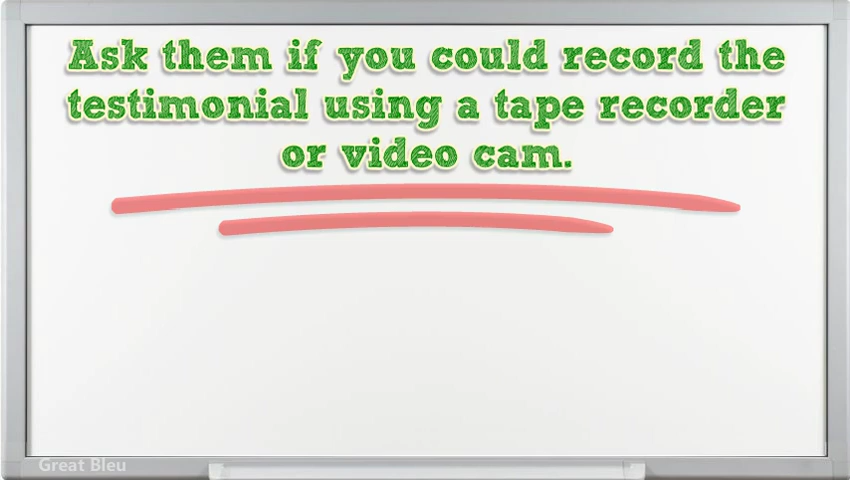 Ask them if you could record the
testimonial using a tape recorder
or video cam.
Great Bleu